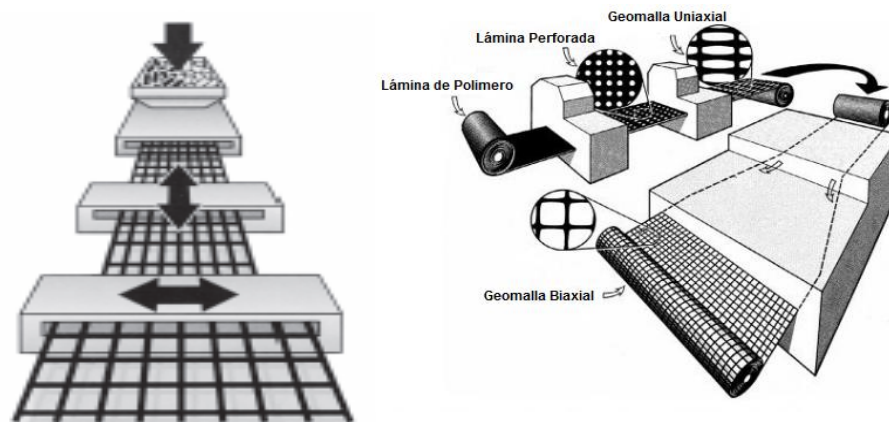 Geomalla Uniaxial
Lámina Perforada
Lámina de Polimero
Geomalla Biaxial